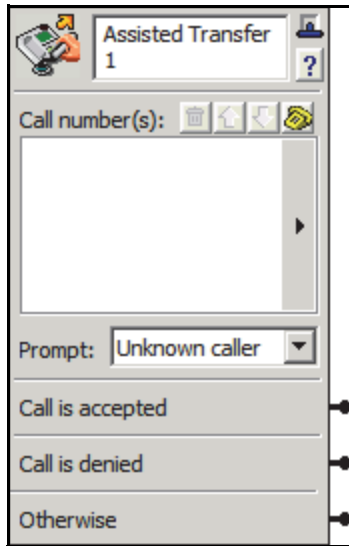 Assisted Transfer
1
?
Call number(s):
Prompt: Unknown caller
Call is accepted
Call is denied
Otherwise